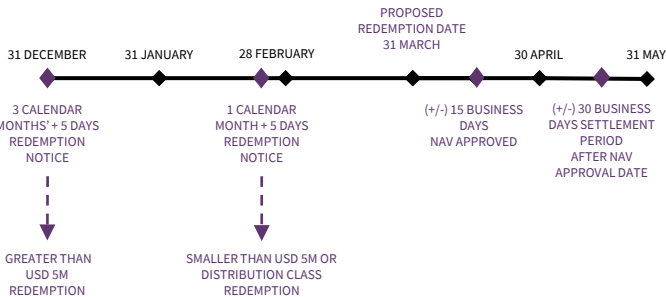 PROPOSED
REDEMPTION DATE
31 MARCH
31 DECEMBER
31 JANUARY
28 FEBRUARY
30 APRIL
31 MAY
3 CALENDAR
MONTHS' + 5 DAYS
REDEMPTION
NOTICE
1 CALENDAR
MONTH + 5 DAYS
REDEMPTION
NOTICE
(+/-) 15 BUSINESS
DAYS
NAV APPROVED
(+/-) 30 BUSINESS
DAYS SETTLEMENT
PERIOD
AFTER NAV
APPROVAL DATE
GREATER THAN
USD 5M
REDEMPTION
SMALLER THAN USD 5M OR
DISTRIBUTION CLASS
REDEMPTION